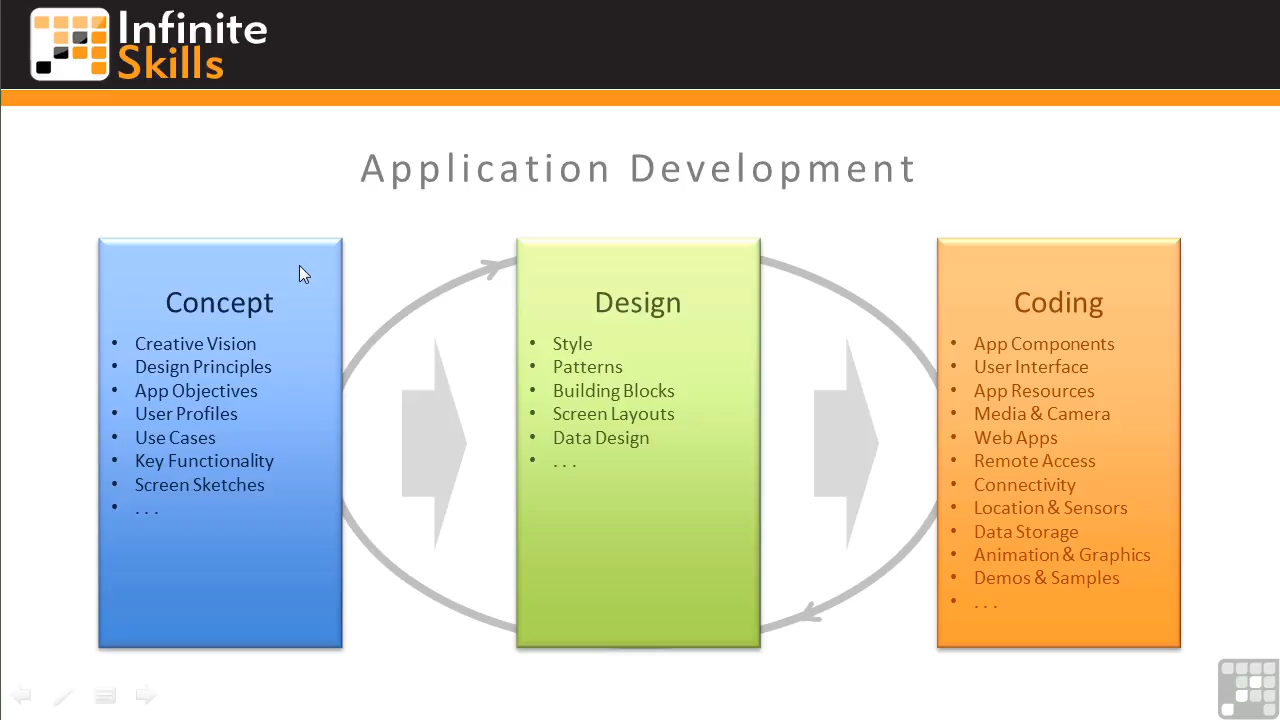 Infinite
Skills
Application Development
Concept
• Creative Vision
• Design Principles
• App Objectives
• User Profiles
• Use Cases
• Key Functionality
• Screen Sketches
• . . .
Design
• Style
• Patterns
• Building Blocks
• Screen Layouts
• Data Design
• . . .
Coding
• App Components
• User Interface
• App Resources
• Media & Camera
• Web Apps
• Remote Access
• Connectivity
• Location & Sensors
• Data Storage
• Animation & Graphics
• Demos & Samples
• . . .